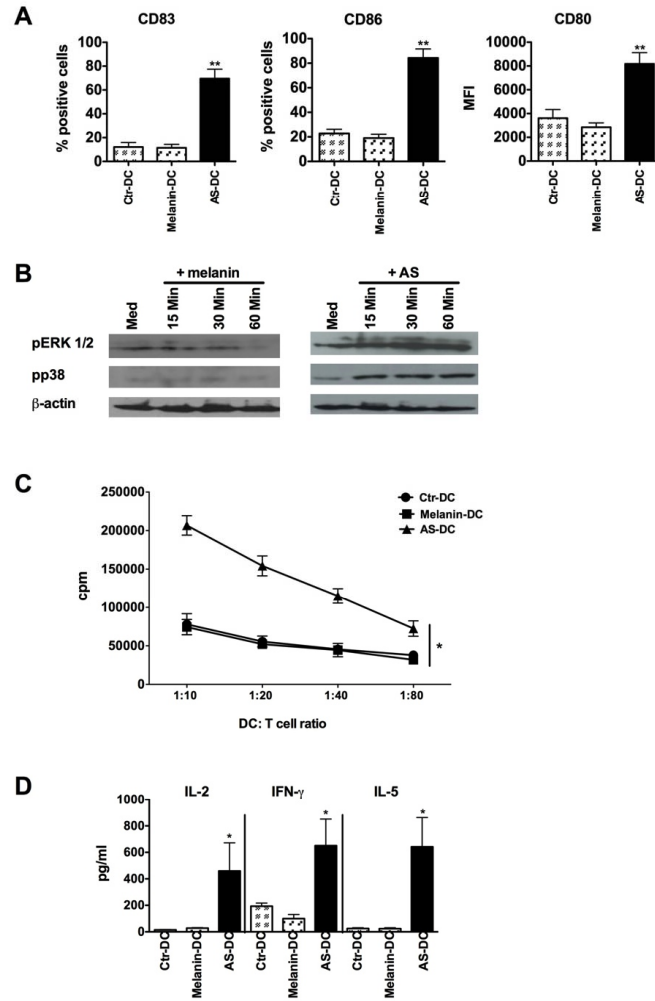 A
CD83
CD86
CD80
% positive cells
100
80
60
40
20
0
**
Ctr-DC
Melanin-DC
AS-DC
% positive cells
100
80
60
40
20
0
**
Ctr-DC
Melanin-DC
AS-DC
MFI
10000
8000
6000
4000
2000
0
**
Ctr-DC
Melanin-DC
AS-DC
B
+ melanin
+ AS
Med
15 Min
30 Min
60 Min
Med
15 Min
30 Min
60 Min
pERK 1/2
pp38
β-actin
C
cpm
250000
200000
150000
100000
50000
0
1:10
1:20
1:40
1:80
DC: T cell ratio
Ctr-DC
Melanin-DC
AS-DC
*
D
IL-2
IFN-γ
IL-5
pg/ml
1000
800
600
400
200
0
*
*
*
Ctr-DC
Melanin-DC
AS-DC
Ctr-DC
Melanin-DC
AS-DC
Ctr-DC
Melanin-DC
AS-DC